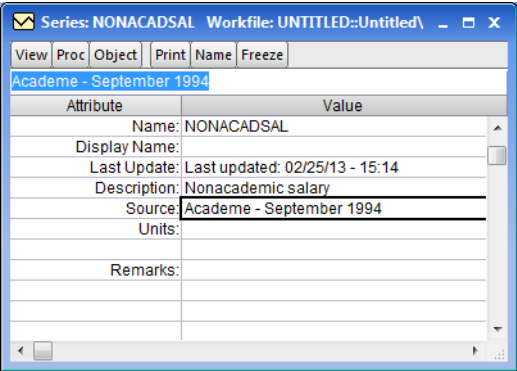 Series: NONACADSAL Workfile: UNTITLED::Untitled\
View Proc Object Print Name Freeze
Academe - September 1994
Attribute Value
Name: NONACADSAL
Display Name:
Last Update: Last updated: 02/25/13 - 15:14
Description: Nonacademic salary
Source: Academe - September 1994
Units:
Remarks: